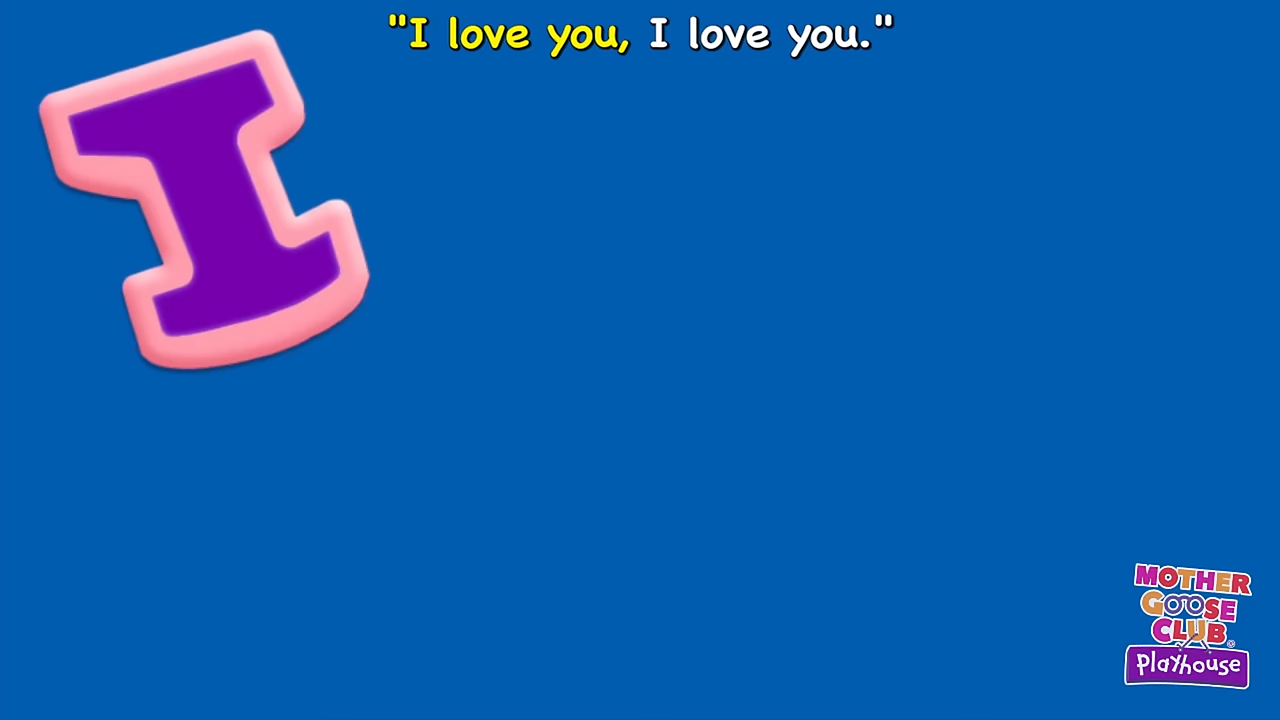 "I love you, I love you."
I
MOTHER
GOOSE
CLUB
Playhouse